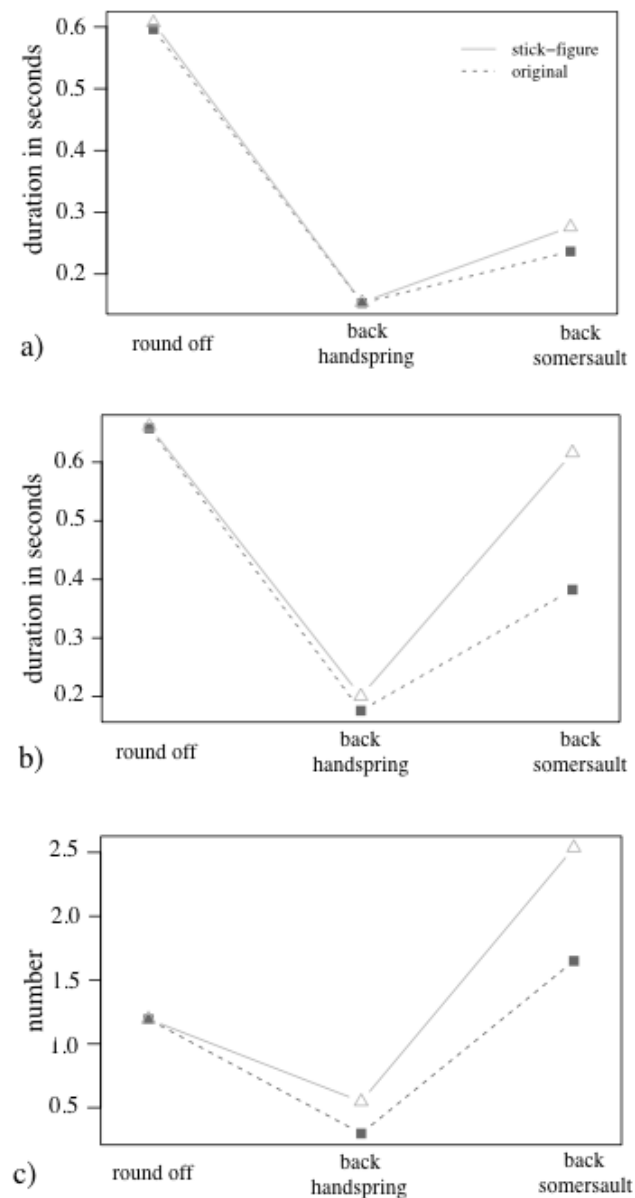 duration in seconds
0.6
0.5
0.4
0.3
0.2
stick-figure
original
a)
round off
back
handspring
back
somersault
duration in seconds
0.6
0.5
0.4
0.3
0.2
b)
round off
back
handspring
back
somersault
number
2.5
2.0
1.5
1.0
0.5
c)
round off
back
handspring
back
somersault